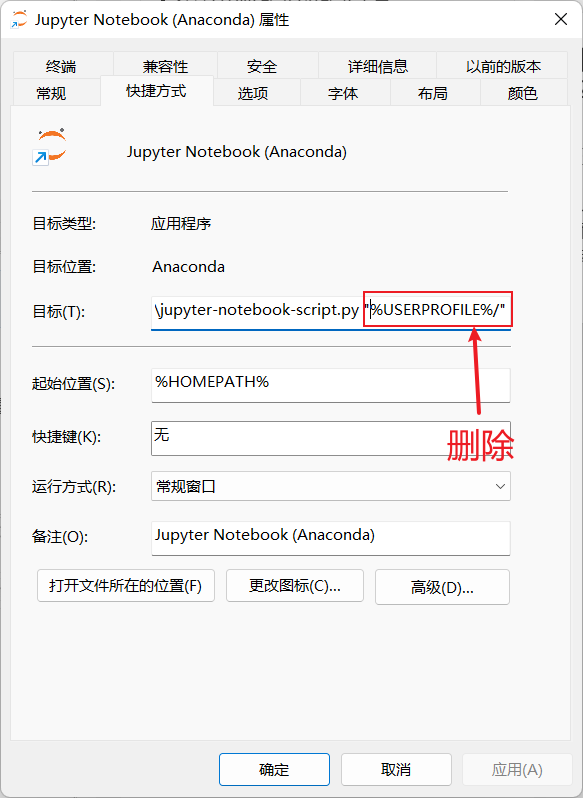 Jupyter Notebook (Anaconda) 属性
终端 兼容性 安全 详细信息 以前的版本
常规 快捷方式 选项 字体 布局 颜色
Jupyter Notebook (Anaconda)
目标类型: 应用程序
目标位置: Anaconda
目标(T): \jupyter-notebook-script.py "%USERPROFILE%/"
起始位置(S): %HOMEPATH%
快捷键(K): 无
删除
运行方式(R): 常规窗口
备注(O): Jupyter Notebook (Anaconda)
打开文件所在的位置(F) 更改图标(C)... 高级(D)...
确定 取消 应用(A)